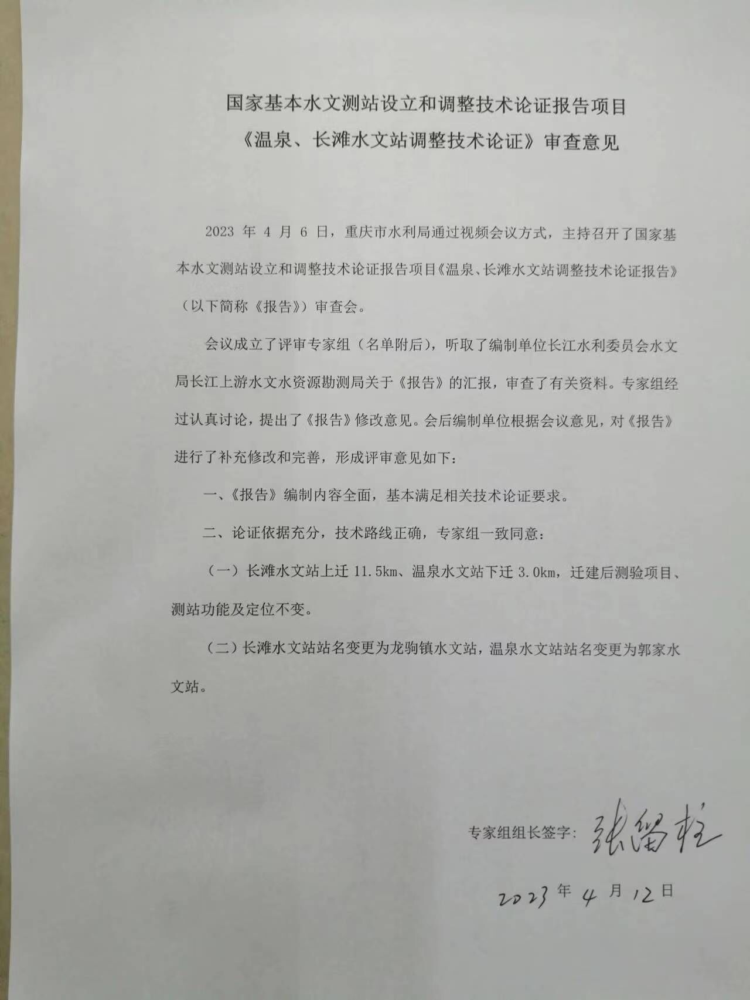 国家基本水文测站设立和调整技术论证报告项目
《温泉、长滩水文站调整技术论证》审查意见
2023 年 4 月 6 日，重庆市水利局通过视频会议方式，主持召开了国家基
本水文测站设立和调整技术论证报告项目《温泉、长滩水文站调整技术论证报告》
（以下简称《报告》）审查会。
会议成立了评审专家组（名单附后），听取了编制单位长江水利委员会水文
局长江上游水文水资源勘测局关于《报告》的汇报，审查了有关资料。专家组经
过认真讨论，提出了《报告》修改意见。会后编制单位根据会议意见，对《报告》
进行了补充修改和完善，形成评审意见如下：
一、《报告》编制内容全面，基本满足相关技术论证要求。
二、论证依据充分，技术路线正确，专家组一致同意：
（一）长滩水文站上迁 11.5km、温泉水文站下迁 3.0km，迁建后测验项目、
测站功能及定位不变。
（二）长滩水文站站名变更为龙驹镇水文站，温泉水文站站名变更为郭家水
文站。
专家组组长签字：张留柱
2023 年 4 月 12 日